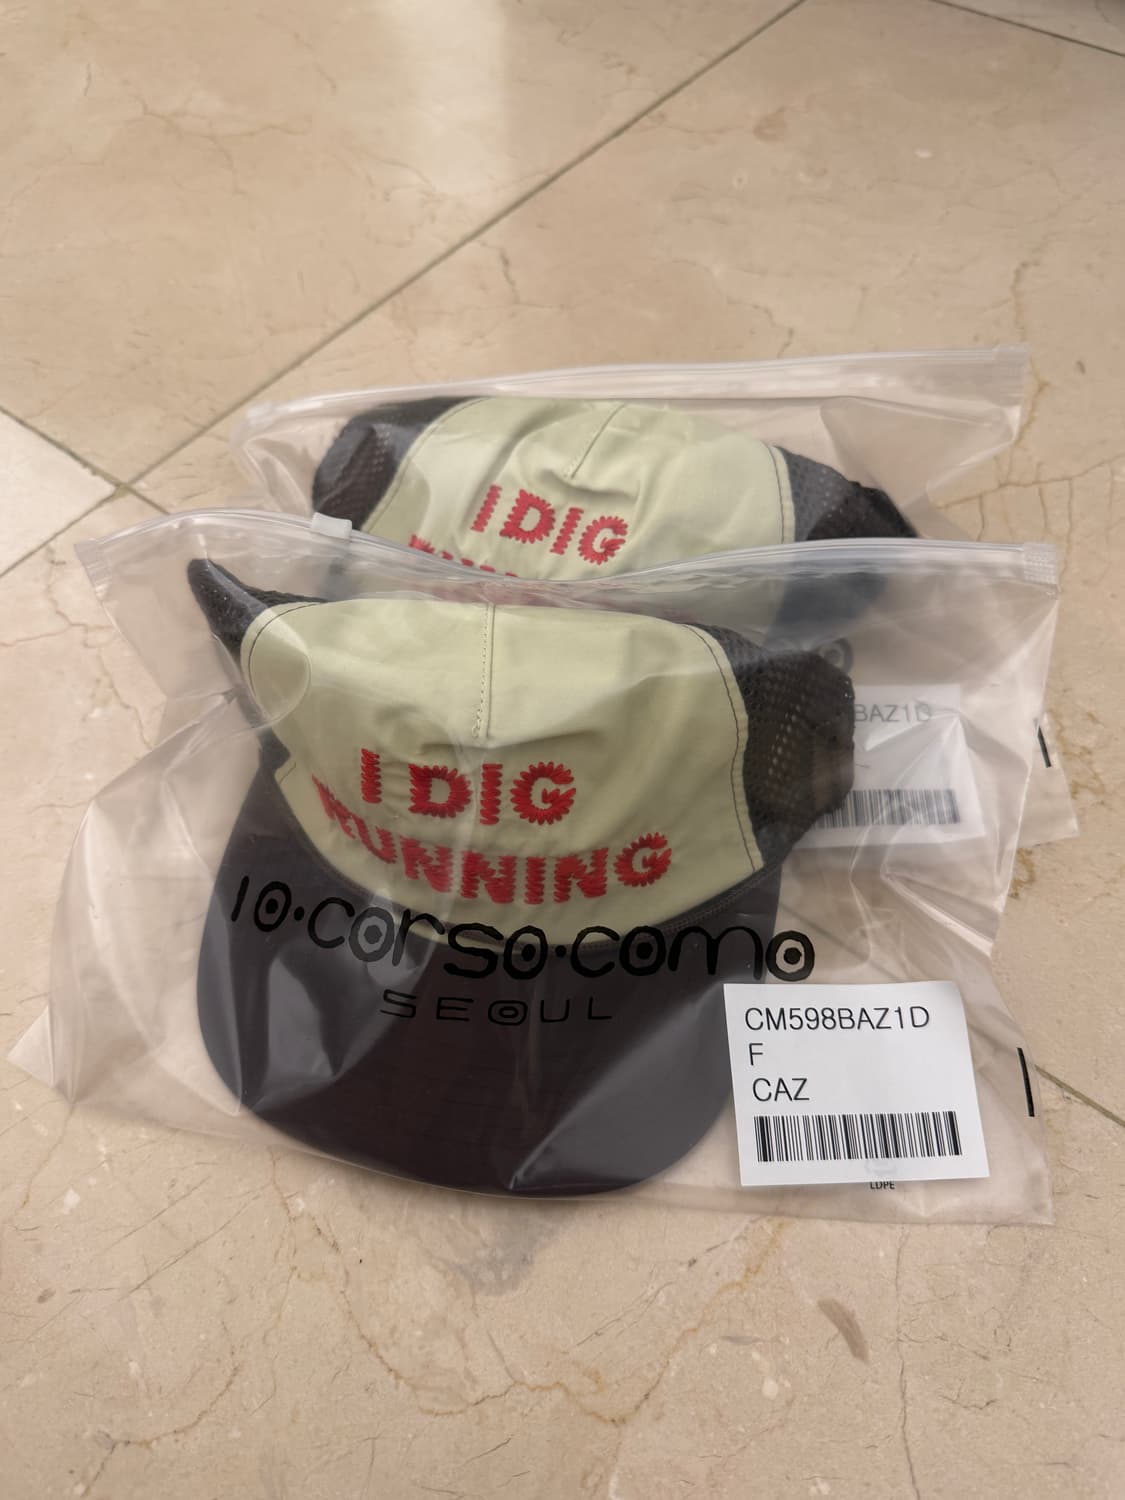 I DIG
BAZ1D
I DIG
RUNNING
10·corso·como
SEOUL
CM598BAZ1D
F
CAZ
LDPE